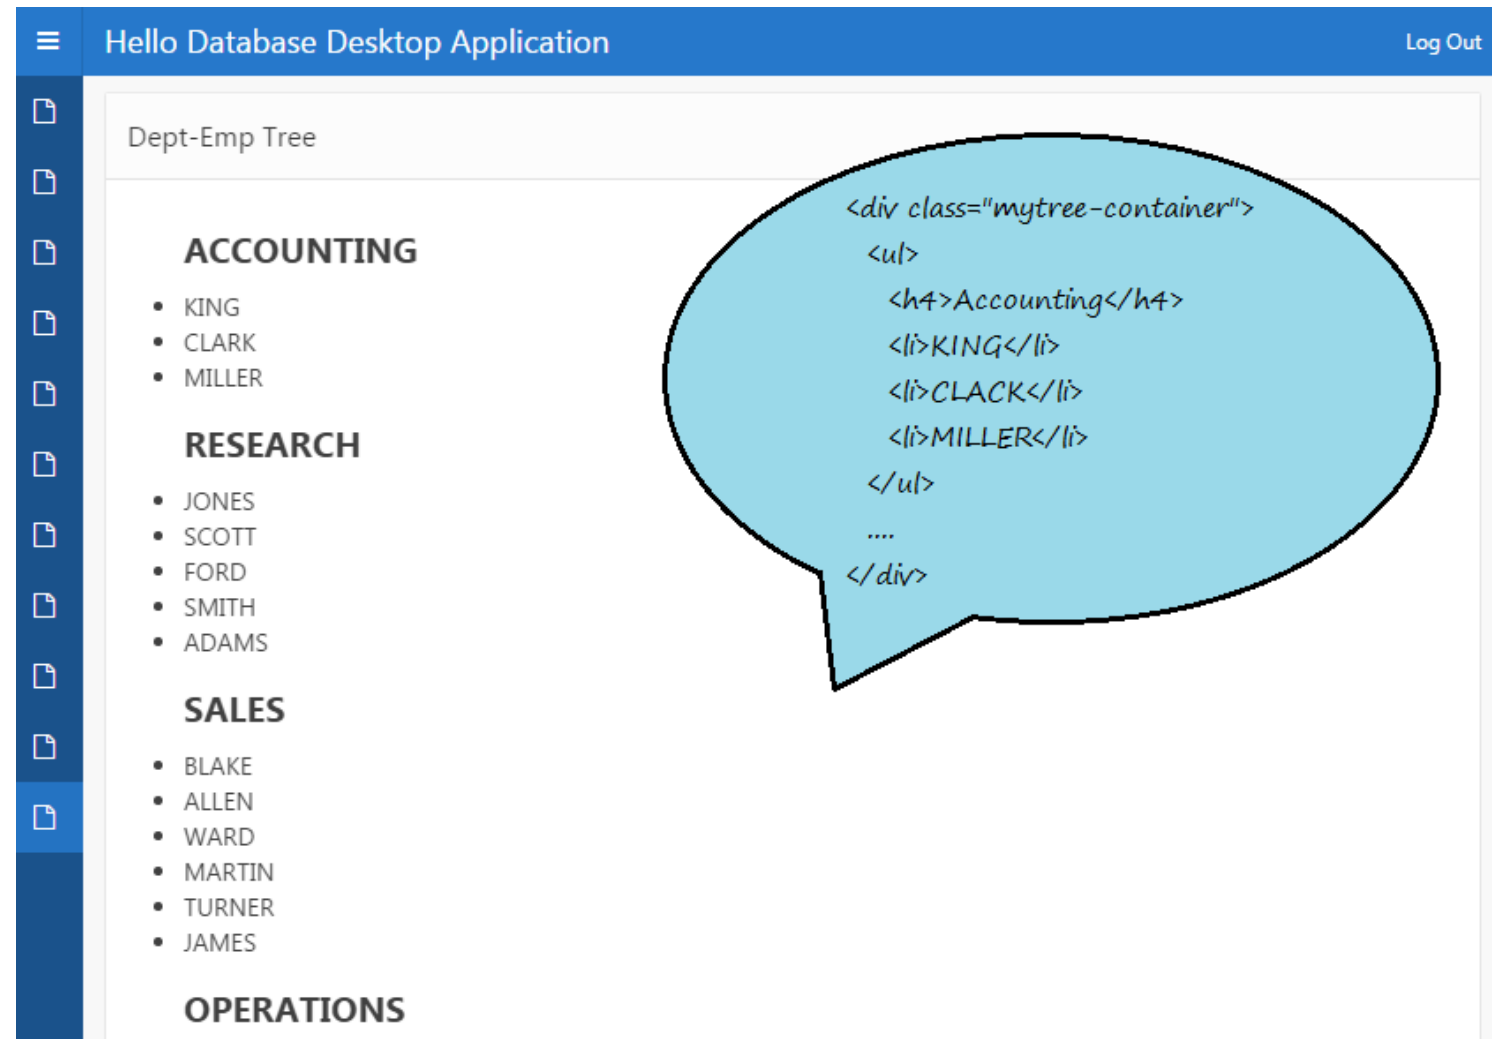 Hello Database Desktop Application
Log Out
Dept-Emp Tree
ACCOUNTING
KING
CLARK
MILLER
RESEARCH
JONES
SCOTT
FORD
SMITH
ADAMS
SALES
BLAKE
ALLEN
WARD
MARTIN
TURNER
JAMES
OPERATIONS
<div class="mytree-container">
<ul>
<h4>Accounting</h4>
<li>KING</li>
<li>CLACK</li>
<li>MILLER</li>
</ul>
....
</div>